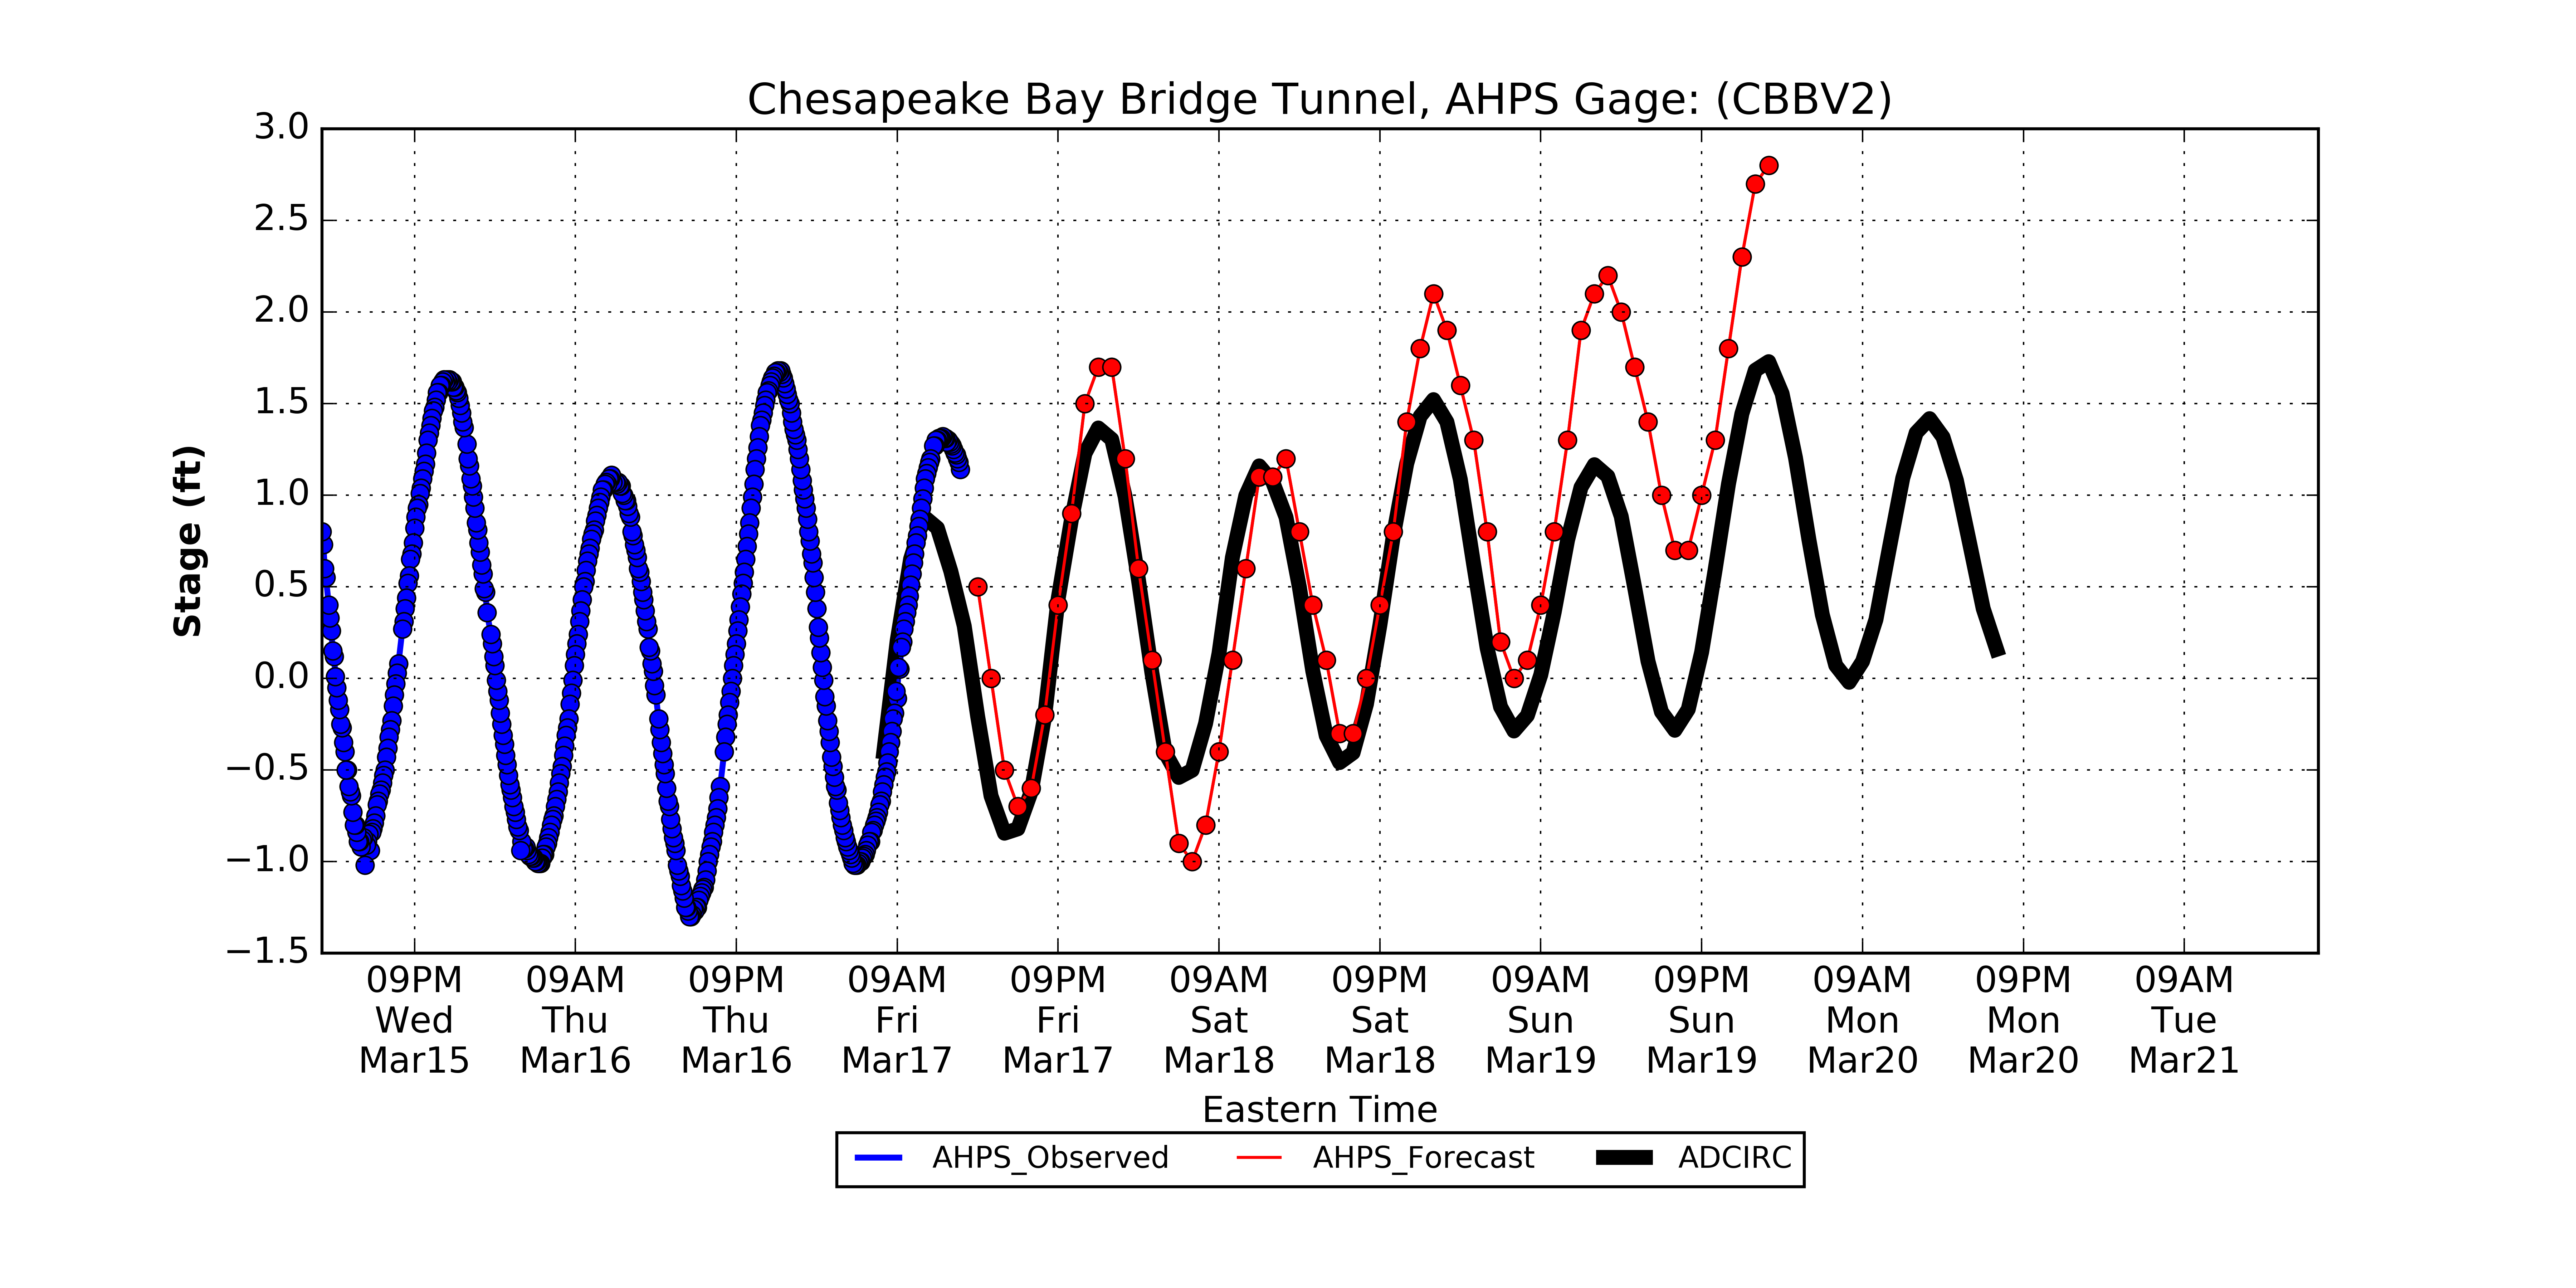 Chesapeake Bay Bridge Tunnel, AHPS Gage: (CBBV2)
3.0
2.5
2.0
1.5
1.0
0.5
0.0
−0.5
−1.0
−1.5
Stage (ft)
09PM 09AM 09PM 09AM 09PM 09AM 09PM 09AM 09PM 09AM 09PM 09AM
Wed Thu Thu Fri Fri Sat Sat Sun Sun Mon Mon Tue
Mar15 Mar16 Mar16 Mar17 Mar17 Mar18 Mar18 Mar19 Mar19 Mar20 Mar20 Mar21
Eastern Time
AHPS_Observed AHPS_Forecast ADCIRC